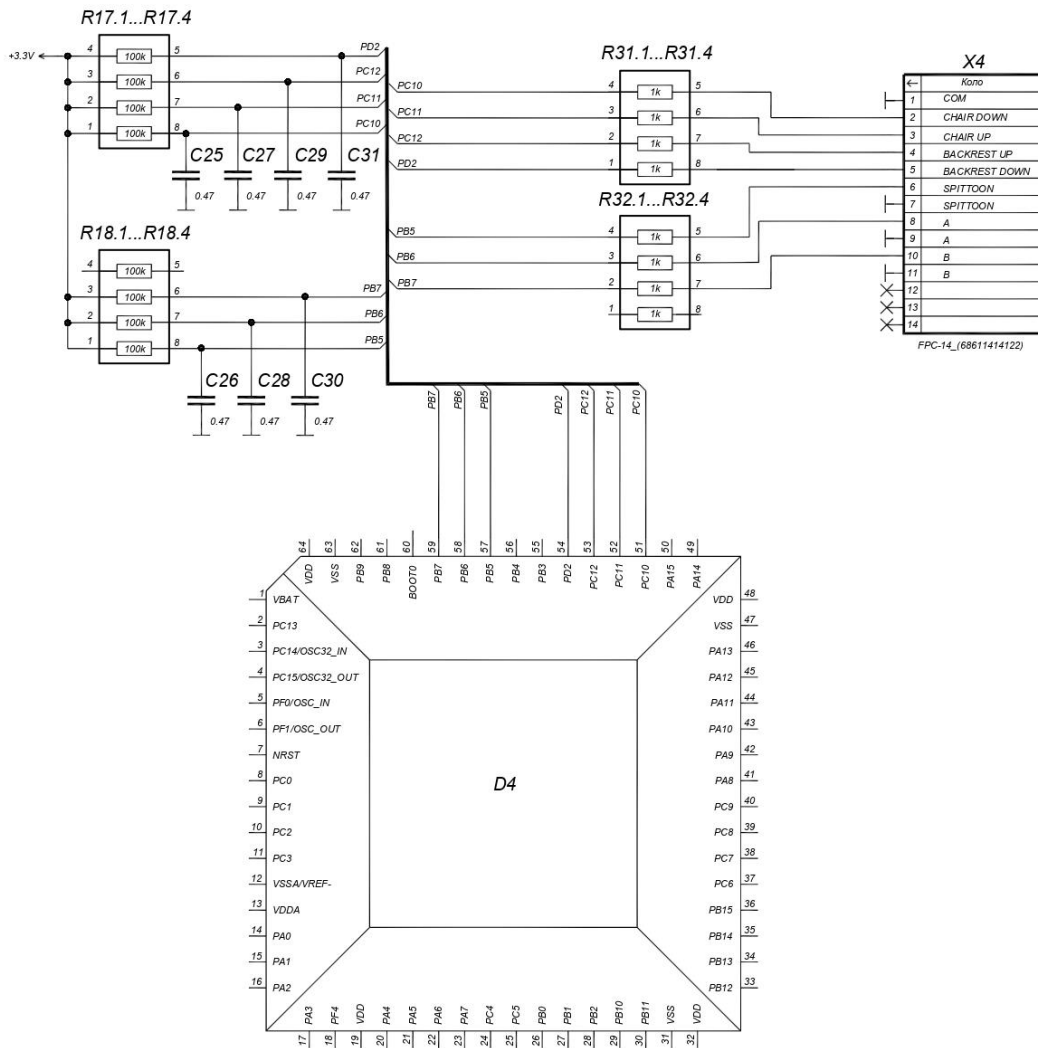 R17.1...R17.4
+3.3V
4 100k 5 PD2
3 100k 6 PC12
2 100k 7 PC11
1 100k 8 PC10
C25 C27 C29 C31
0.47 0.47 0.47 0.47
R18.1...R18.4
4 100k 5
3 100k 6 PB7
2 100k 7 PB6
1 100k 8 PB5
C26 C28 C30
0.47 0.47 0.47
R31.1...R31.4
PC10 4 1k 5
PC11 3 1k 6
PC12 2 1k 7
PD2 1 1k 8
R32.1...R32.4
PB5 4 1k 5
PB6 3 1k 6
PB7 2 1k 7
1 1k 8
X4
← Коло
1 COM
2 CHAIR DOWN
3 CHAIR UP
4 BACKREST UP
5 BACKREST DOWN
6 SPITTOON
7 SPITTOON
8 A
9 A
10 B
11 B
12
13
14
FPC-14_(68611414122)
PB7 PB6 PB5 PD2 PC12 PC11 PC10
64 63 62 61 60 59 58 57 56 55 54 53 52 51 50 49
VDD VSS PB9 PB8 BOOT0 PB7 PB6 PB5 PB4 PB3 PD2 PC12 PC11 PC10 PA15 PA14
1 VBAT
2 PC13
3 PC14/OSC32_IN
4 PC15/OSC32_OUT
5 PF0/OSC_IN
6 PF1/OSC_OUT
7 NRST
8 PC0
9 PC1
10 PC2
11 PC3
12 VSSA/VREF-
13 VDDA
14 PA0
15 PA1
16 PA2
D4
VDD 48
VSS 47
PA13 46
PA12 45
PA11 44
PA10 43
PA9 42
PA8 41
PC9 40
PC8 39
PC7 38
PC6 37
PB15 36
PB14 35
PB13 34
PB12 33
PA3 PF4 VDD PA4 PA5 PA6 PA7 PC4 PC5 PB0 PB1 PB2 PB10 PB11 VSS VDD
17 18 19 20 21 22 23 24 25 26 27 28 29 30 31 32